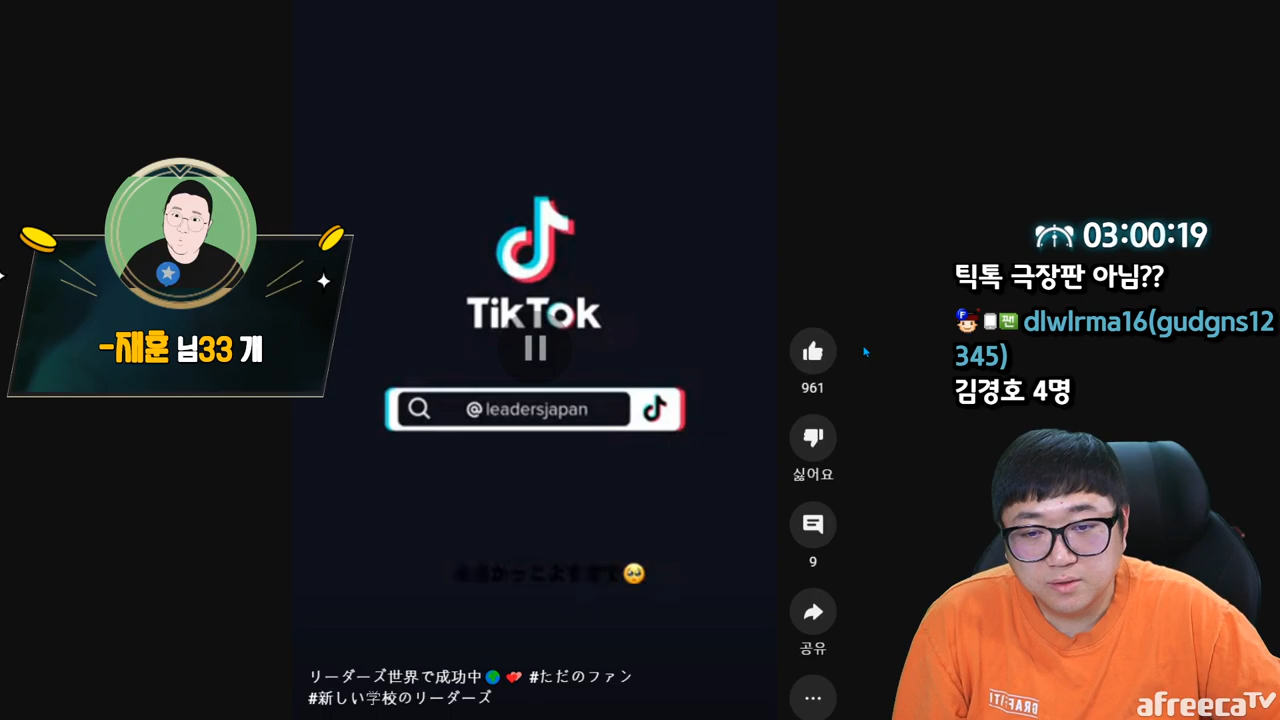 TikTok
@leadersjapan
-재훈 님33 개
03:00:19
틱톡 극장판 아님??
F 팬 dlwlrma16(gudgns12
345)
김경호 4명
961
싫어요
9
공유
リーダーズ世界で成功中🌏 💕 #ただのファン
#新しい学校のリーダーズ
afreecaTV